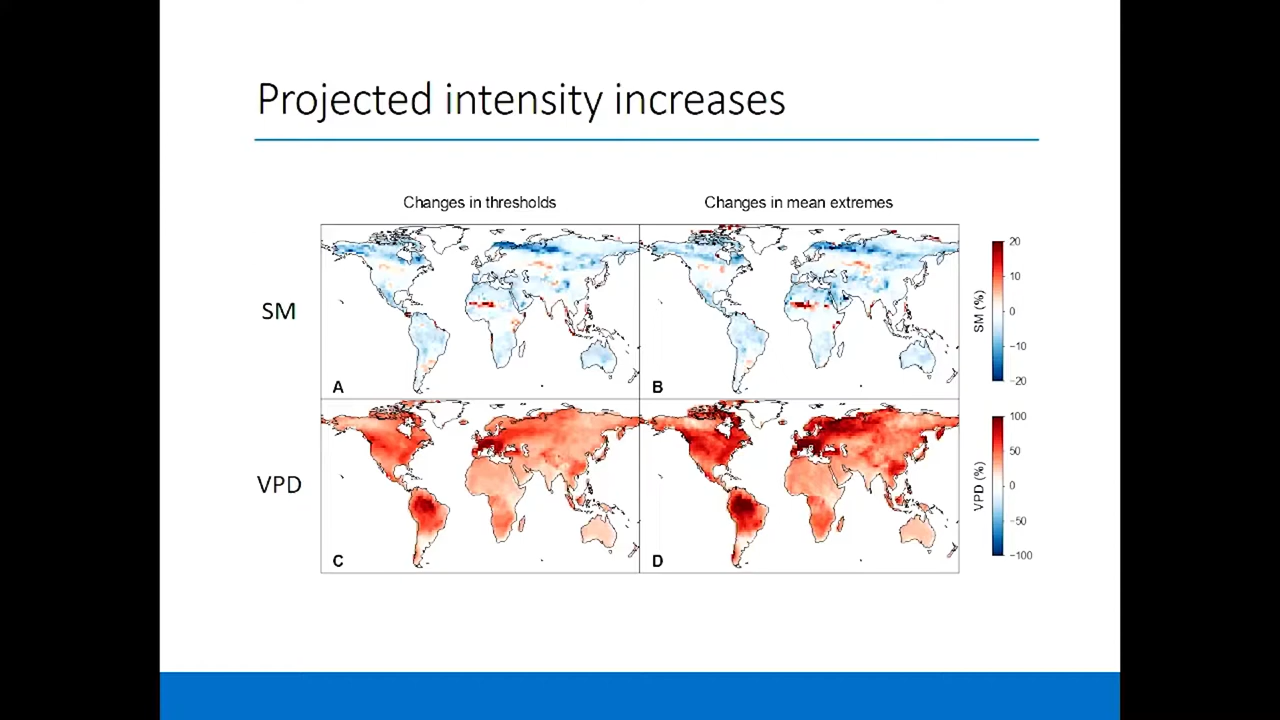 Projected intensity increases
Changes in thresholds
Changes in mean extremes
SM
A
B
20
10
0
−10
−20
SM (%)
VPD
C
D
100
50
0
−50
−100
VPD (%)